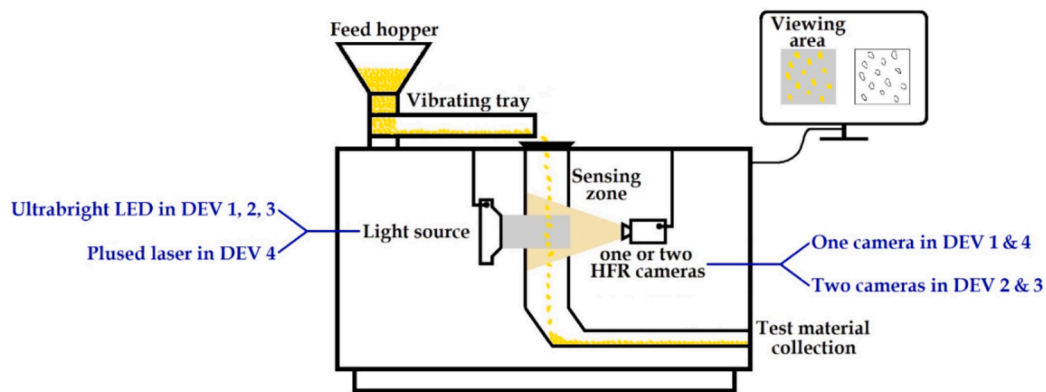 Feed hopper
Viewing
area
Vibrating tray
Sensing
zone
Ultrabright LED in DEV 1, 2, 3
Light source
Plused laser in DEV 4
one or two
HFR cameras
One camera in DEV 1 & 4
Two cameras in DEV 2 & 3
Test material
collection